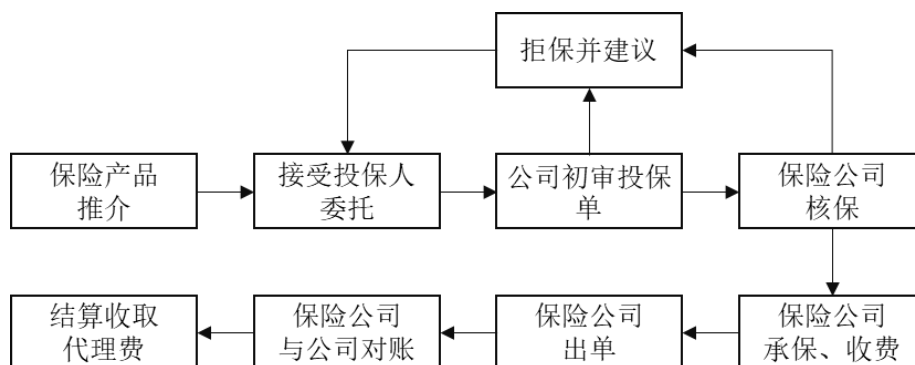 拒保并建议
保险产品
推介
接受投保人
委托
公司初审投保
单
保险公司
核保
结算收取
代理费
保险公司
与公司对账
保险公司
出单
保险公司
承保、收费